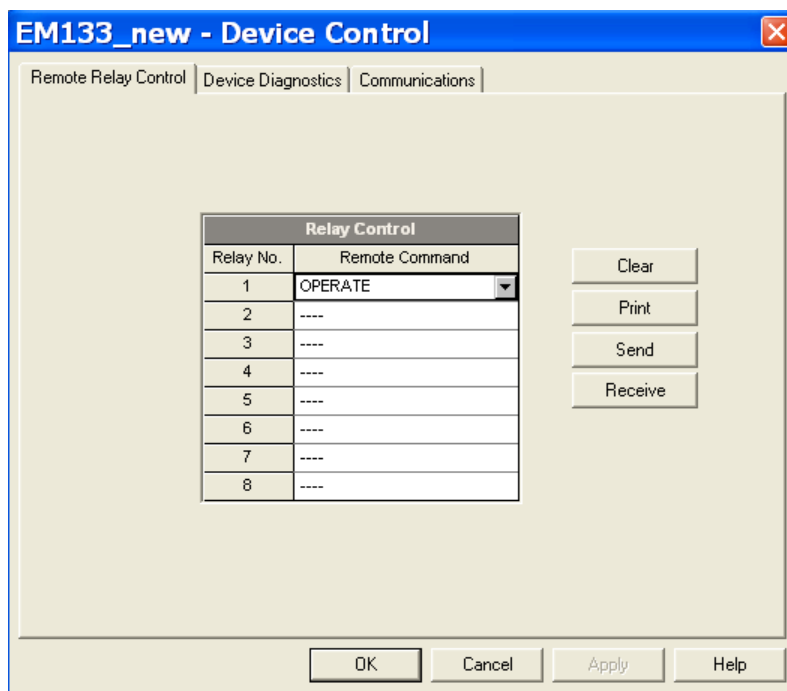 EM133_new - Device Control
Remote Relay Control Device Diagnostics Communications
Relay Control
Relay No. Remote Command
1 OPERATE
2 ----
3 ----
4 ----
5 ----
6 ----
7 ----
8 ----
Clear
Print
Send
Receive
OK Cancel Apply Help